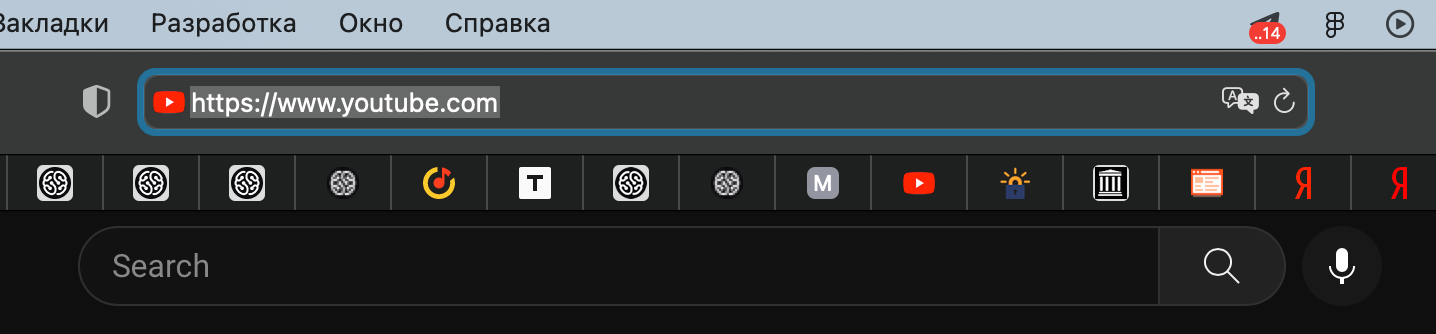 Закладки Разработка Окно Справка
..14
https://www.youtube.com
T M Я Я
Search